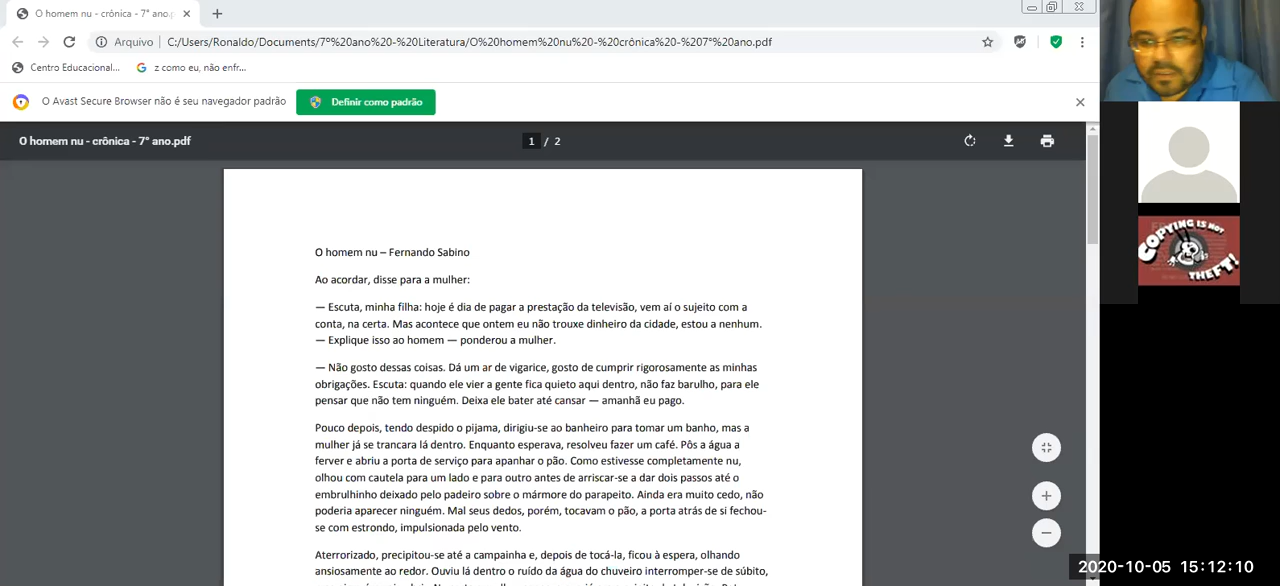 O homem nu - crônica - 7° ano.p
Arquivo
C:/Users/Ronaldo/Documents/7º%20ano%20-%20Literatura/O%20homem%20nu%20-%20crônica%20-%207°%20ano.pdf
Centro Educacional...
z como eu, não enfr...
O Avast Secure Browser não é seu navegador padrão
Definir como padrão
O homem nu - crônica - 7° ano.pdf
1 / 2
O homem nu – Fernando Sabino
Ao acordar, disse para a mulher:
— Escuta, minha filha: hoje é dia de pagar a prestação da televisão, vem aí o sujeito com a
conta, na certa. Mas acontece que ontem eu não trouxe dinheiro da cidade, estou a nenhum.
— Explique isso ao homem — ponderou a mulher.
— Não gosto dessas coisas. Dá um ar de vigarice, gosto de cumprir rigorosamente as minhas
obrigações. Escuta: quando ele vier a gente fica quieto aqui dentro, não faz barulho, para ele
pensar que não tem ninguém. Deixa ele bater até cansar — amanhã eu pago.
Pouco depois, tendo despido o pijama, dirigiu-se ao banheiro para tomar um banho, mas a
mulher já se trancara lá dentro. Enquanto esperava, resolveu fazer um café. Pôs a água a
ferver e abriu a porta de serviço para apanhar o pão. Como estivesse completamente nu,
olhou com cautela para um lado e para outro antes de arriscar-se a dar dois passos até o
embrulhinho deixado pelo padeiro sobre o mármore do parapeito. Ainda era muito cedo, não
poderia aparecer ninguém. Mal seus dedos, porém, tocavam o pão, a porta atrás de si fechou-
se com estrondo, impulsionada pelo vento.
Aterrorizado, precipitou-se até a campainha e, depois de tocá-la, ficou à espera, olhando
ansiosamente ao redor. Ouviu lá dentro o ruído da água do chuveiro interromper-se de súbito,
COPYING IS NOT
THEFT!
2020-10-05 15:12:10